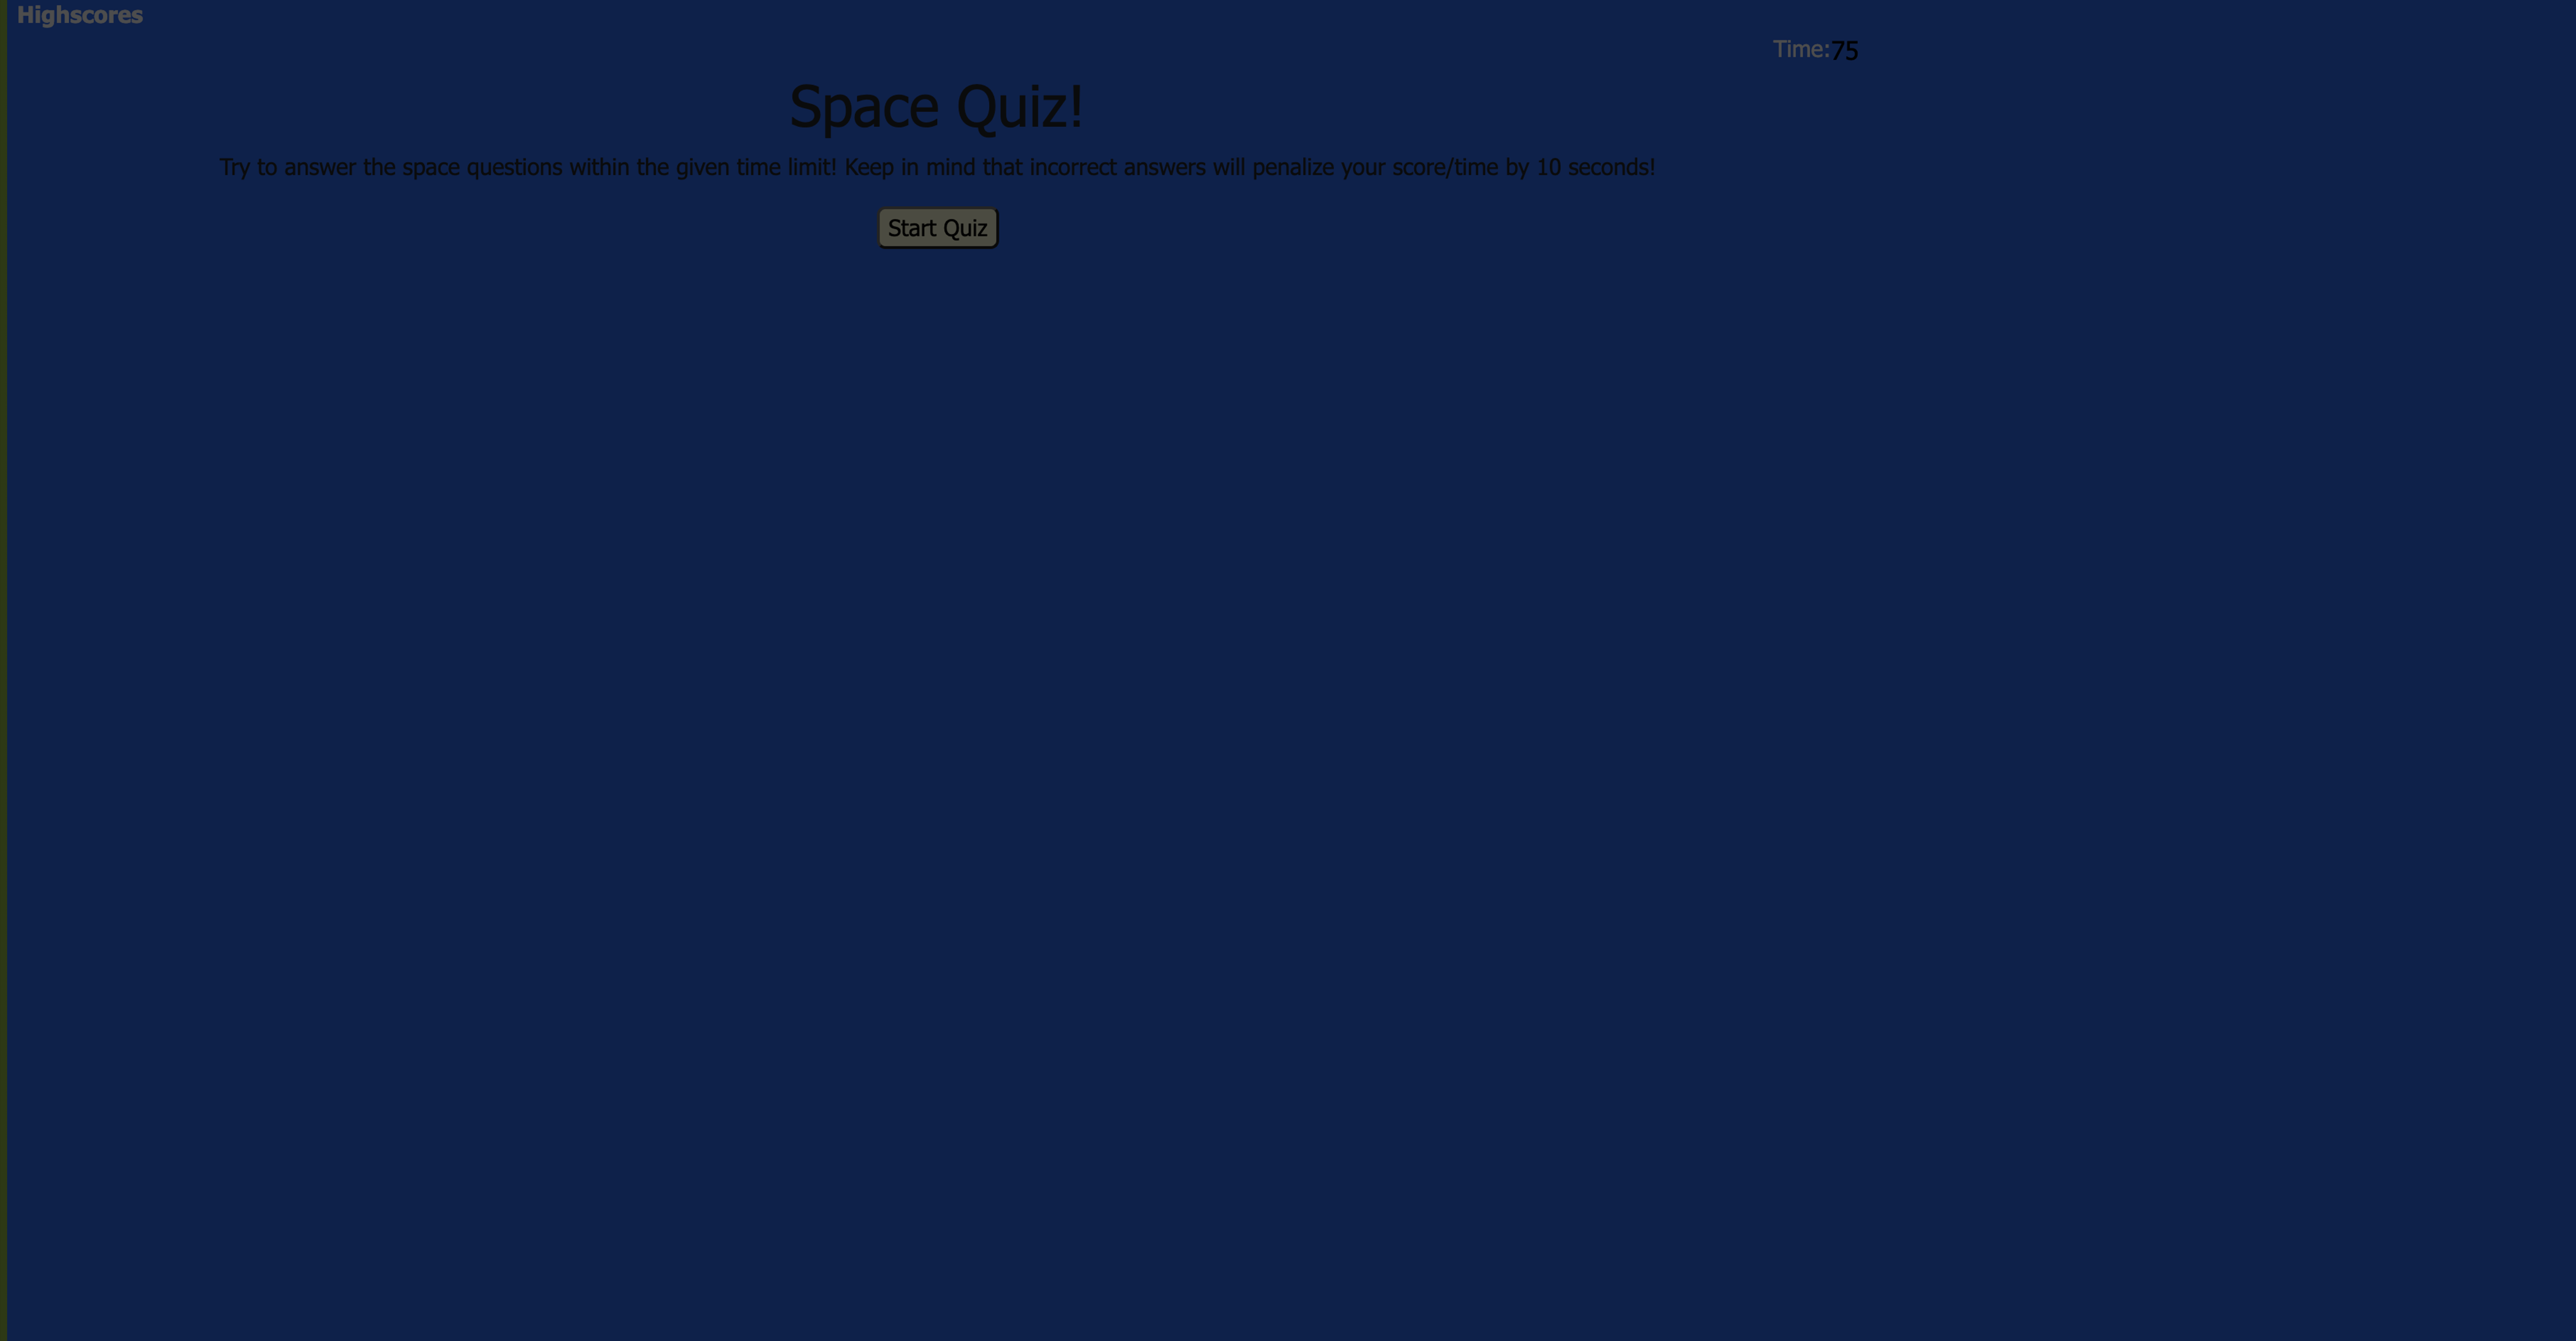 Highscores
Time:75
Space Quiz!
Try to answer the space questions within the given time limit! Keep in mind that incorrect answers will penalize your score/time by 10 seconds!
Start Quiz